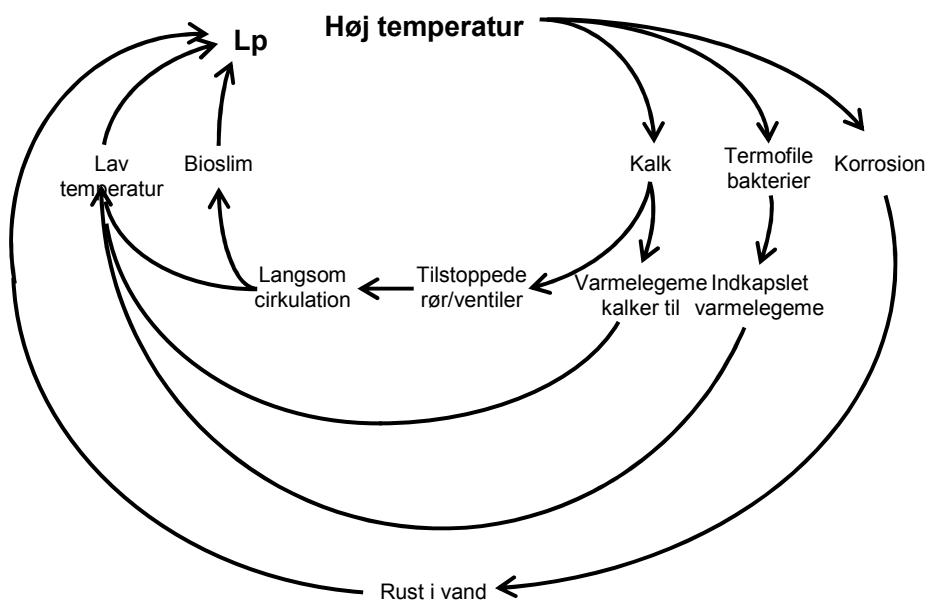 Høj temperatur
Lp
Lav
temperatur
Bioslim
Kalk
Termofile
bakterier
Korrosion
Langsom
cirkulation
Tilstoppede
rør/ventiler
Varmelegeme
kalker til
Indkapslet
varmelegeme
Rust i vand